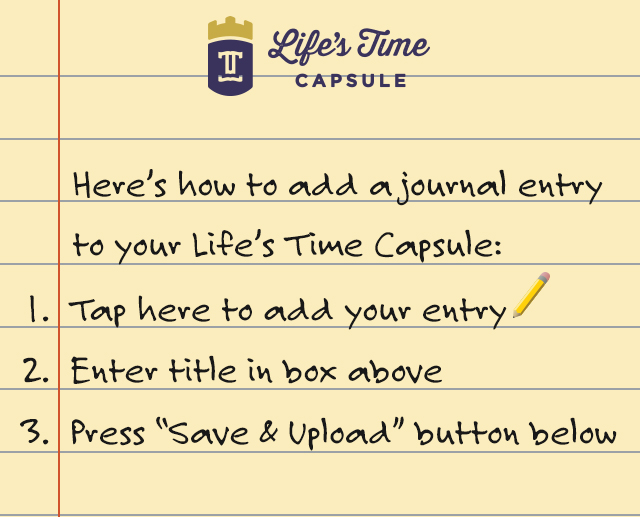 Life's Time
CAPSULE
Here's how to add a journal entry
to your Life's Time Capsule:
1. Tap here to add your entry
2. Enter title in box above
3. Press "Save & Upload" button below